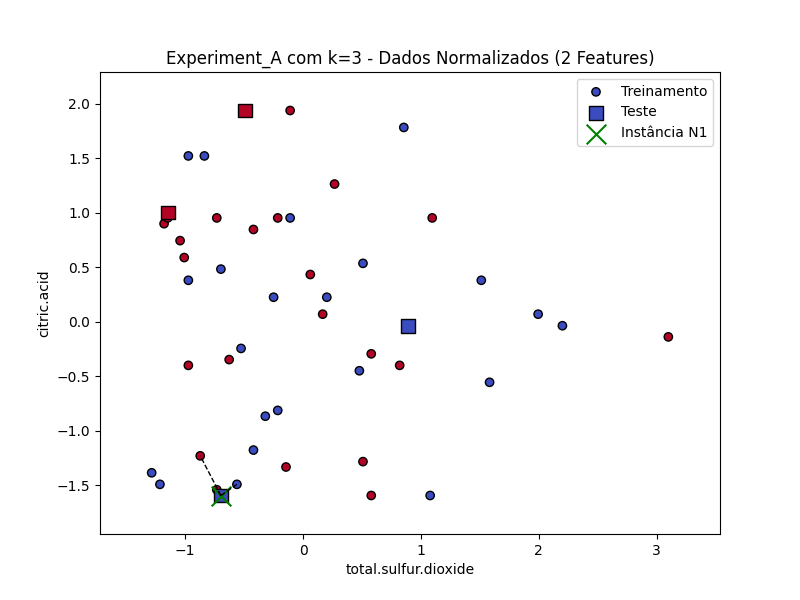 Experiment_A com k=3 - Dados Normalizados (2 Features)
Treinamento
Teste
Instância N1
2.0
1.5
1.0
0.5
0.0
−0.5
−1.0
−1.5
citric.acid
−1
0
1
2
3
total.sulfur.dioxide